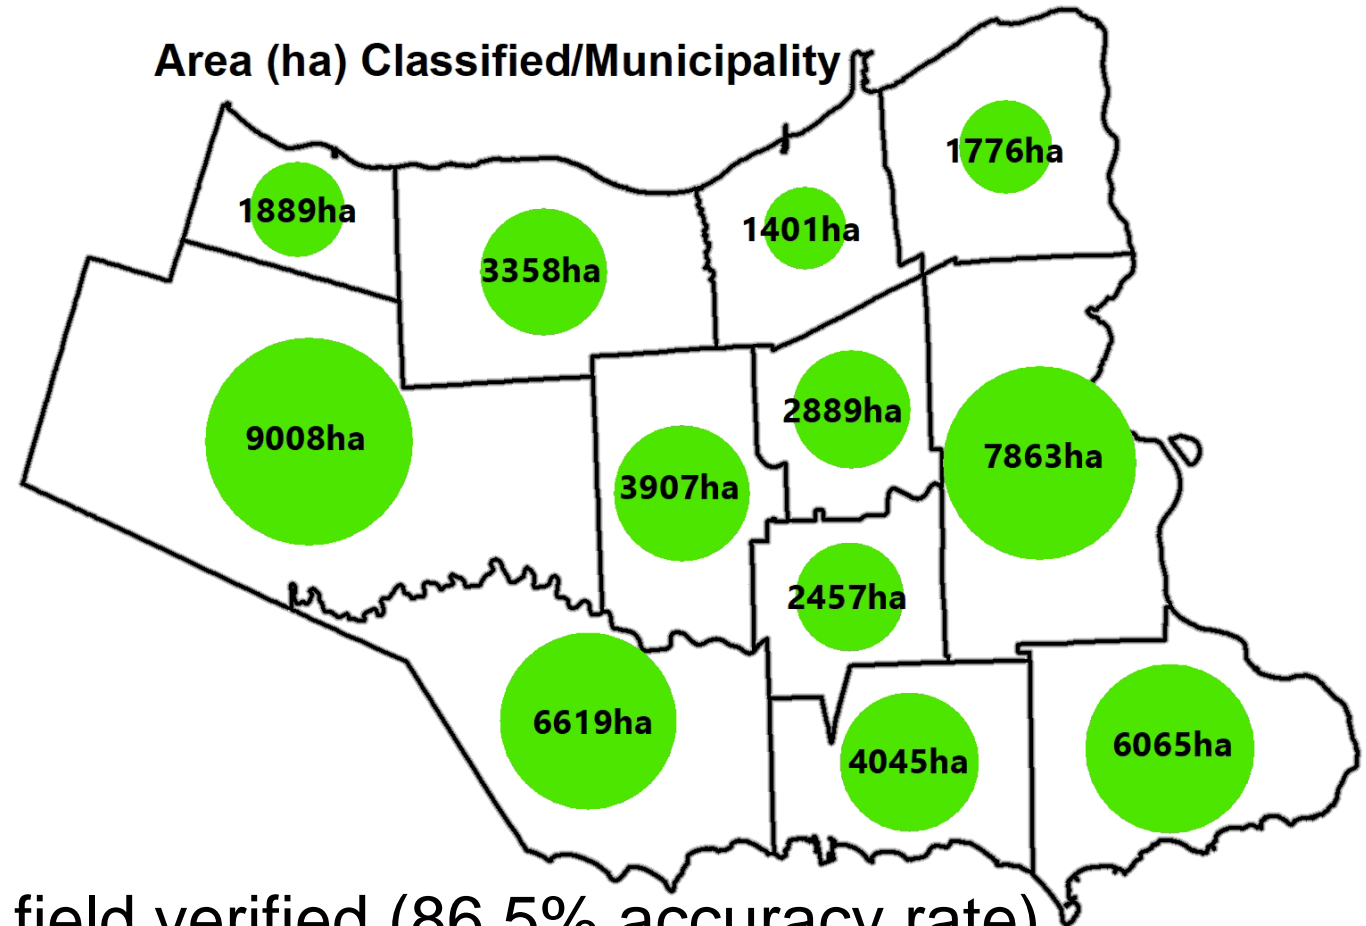 Area (ha) Classified/Municipality
1776ha
1889ha
1401ha
3358ha
2889ha
9008ha
7863ha
3907ha
2457ha
6619ha
6065ha
4045ha
field verified (86.5% accuracy rate)